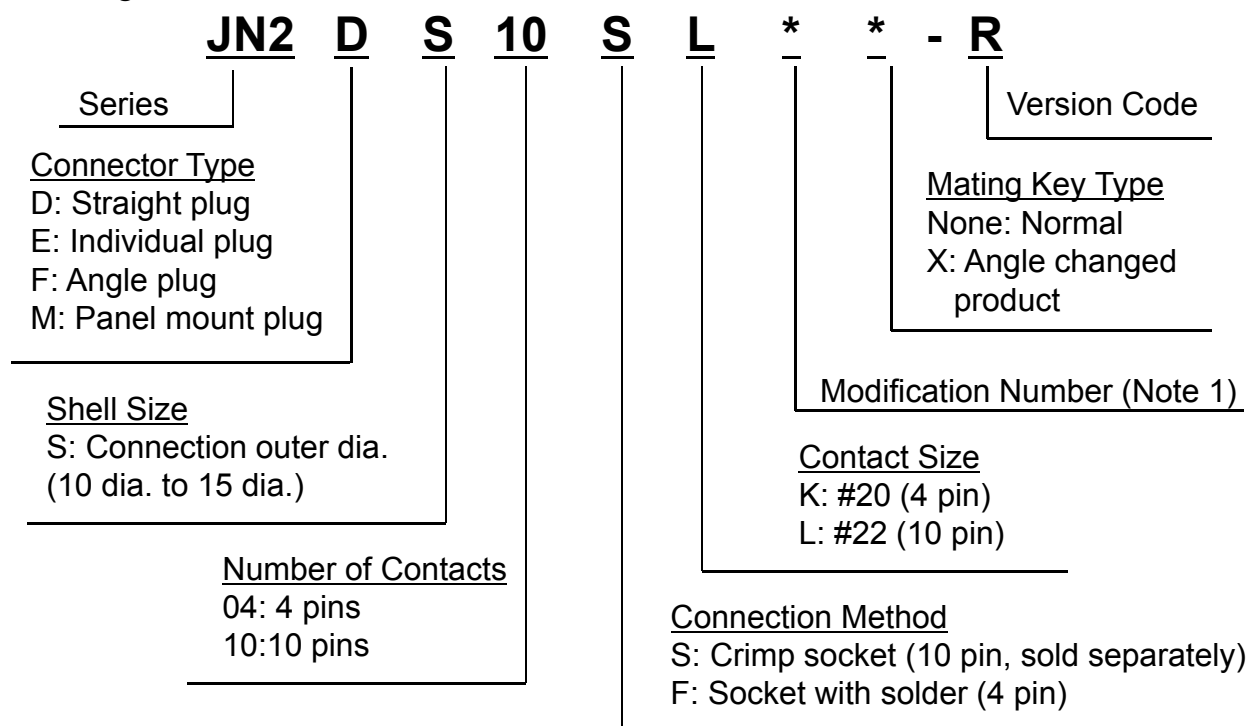 JN2 D S 10 S L * * - R
Series
Version Code
Connector Type
D: Straight plug
E: Individual plug
F: Angle plug
M: Panel mount plug
Mating Key Type
None: Normal
X: Angle changed
product
Modification Number (Note 1)
Shell Size
S: Connection outer dia.
(10 dia. to 15 dia.)
Contact Size
K: #20 (4 pin)
L: #22 (10 pin)
Number of Contacts
04: 4 pins
10:10 pins
Connection Method
S: Crimp socket (10 pin, sold separately)
F: Socket with solder (4 pin)